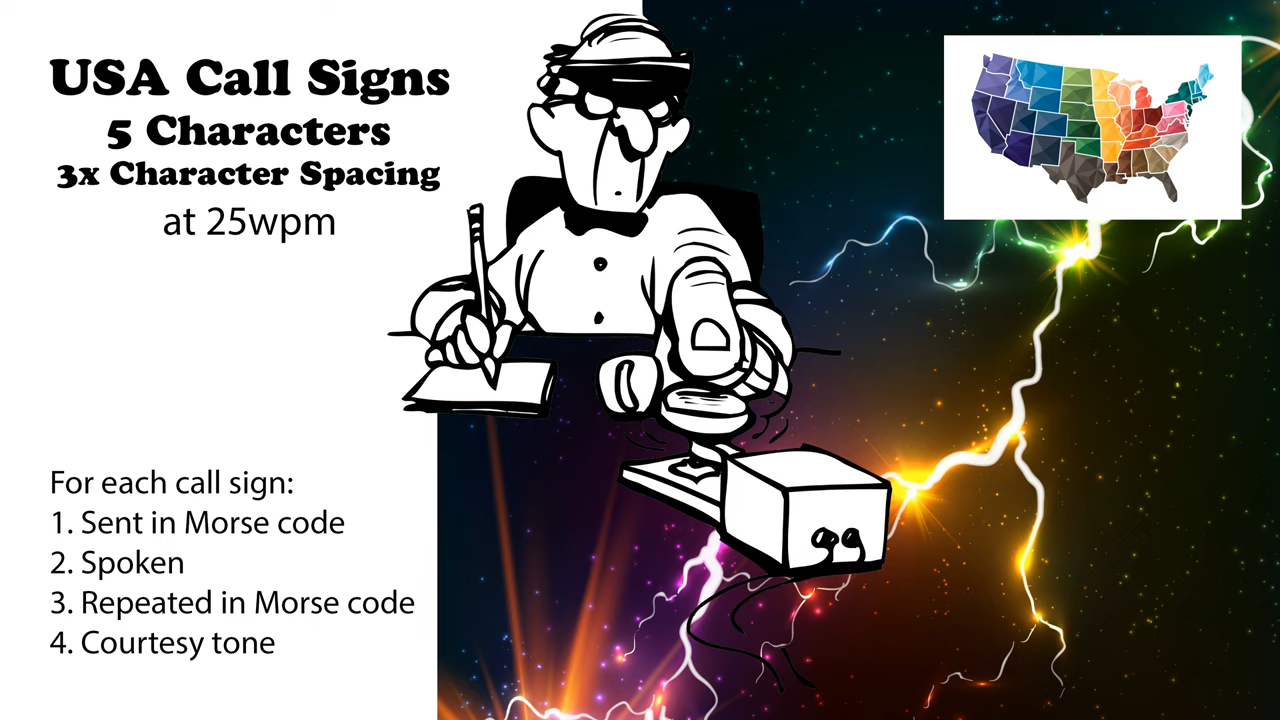 USA Call Signs
5 Characters
3x Character Spacing
at 25wpm
For each call sign:
1. Sent in Morse code
2. Spoken
3. Repeated in Morse code
4. Courtesy tone